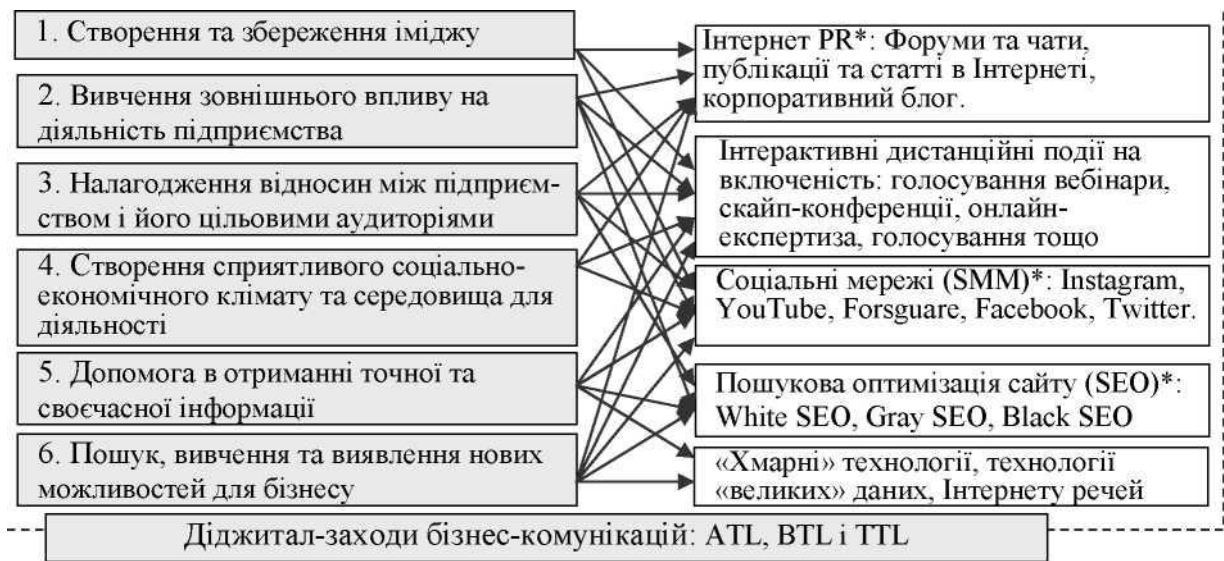 1. Створення та збереження іміджу
2. Вивчення зовнішнього впливу на
діяльність підприємства
3. Налагодження відносин між підприєм-
ством і його цільовими аудиторіями
4. Створення сприятливого соціально-
економічного клімату та середовища для
діяльності
5. Допомога в отриманні точної та
своєчасної інформації
6. Пошук, вивчення та виявлення нових
можливостей для бізнесу
Інтернет PR*: Форуми та чати,
публікації та статті в Інтернеті,
корпоративний блог.
Інтерактивні дистанційні події на
включеність: голосування вебінари,
скайп-конференції, онлайн-
експертиза, голосування тощо
Соціальні мережі (SMM)*: Instagram,
YouTube, Forsguare, Facebook, Twitter.
Пошукова оптимізація сайту (SEO)*:
White SEO, Gray SEO, Black SEO
«Хмарні» технології, технології
«великих» даних, Інтернету речей
Діджитал-заходи бізнес-комунікацій: ATL, BTL і TTL